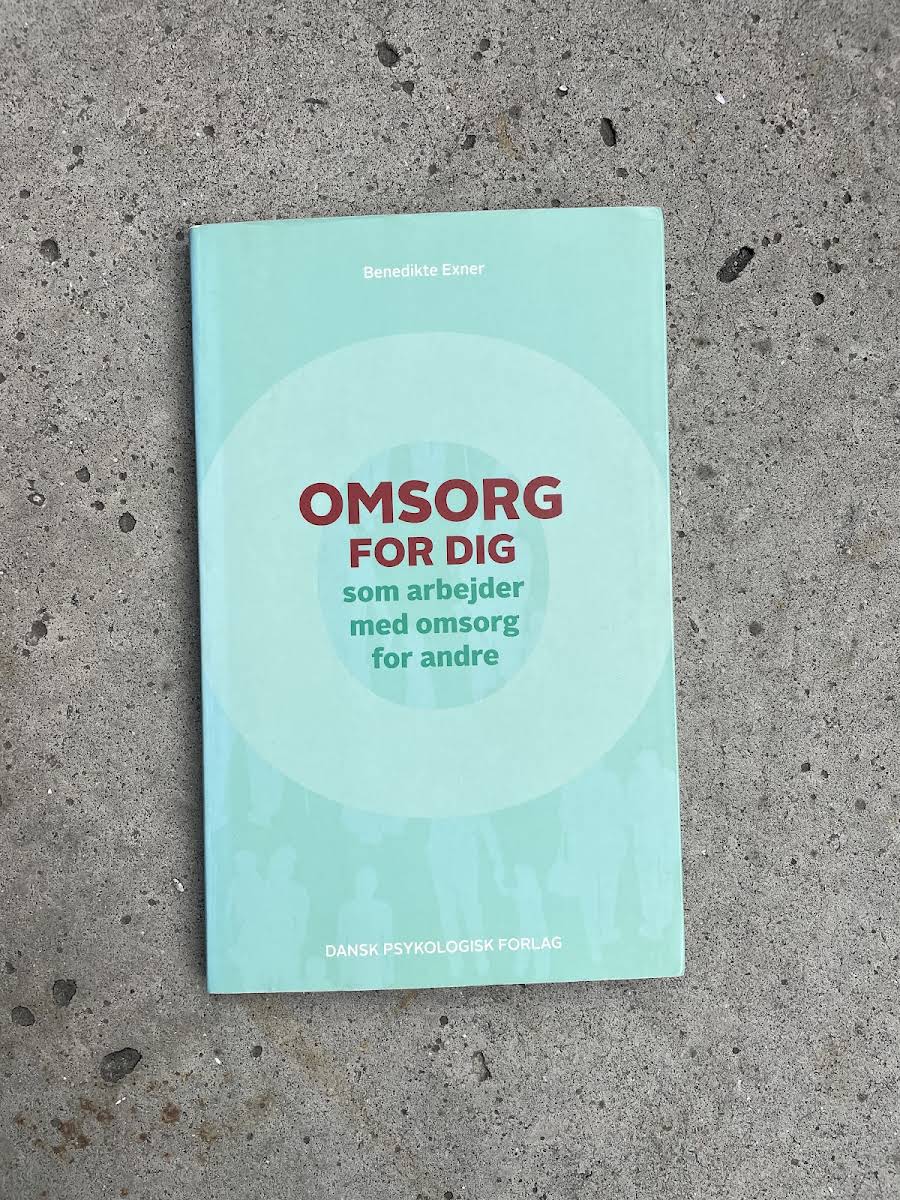 Benedikte Exner
OMSORG
FOR DIG
som arbejder
med omsorg
for andre
DANSK PSYKOLOGISK FORLAG